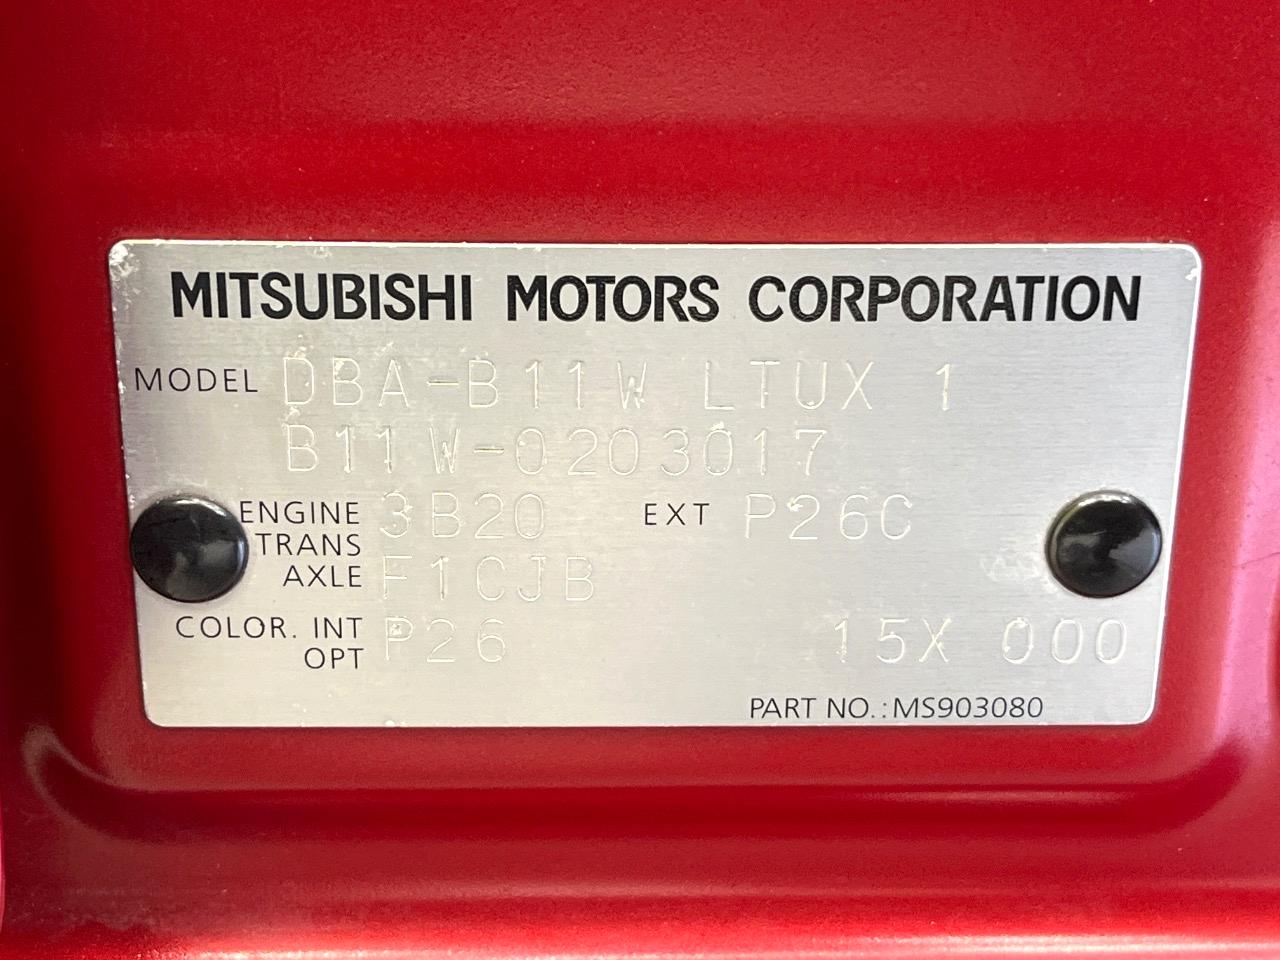 MITSUBISHI MOTORS CORPORATION
MODEL DBA-B11W LTUX 1
B11W-0203017
ENGINE 3B20 EXT P26C
TRANS
AXLE F1CJB
COLOR. INT P26 15X 000
OPT
PART NO.:MS903080